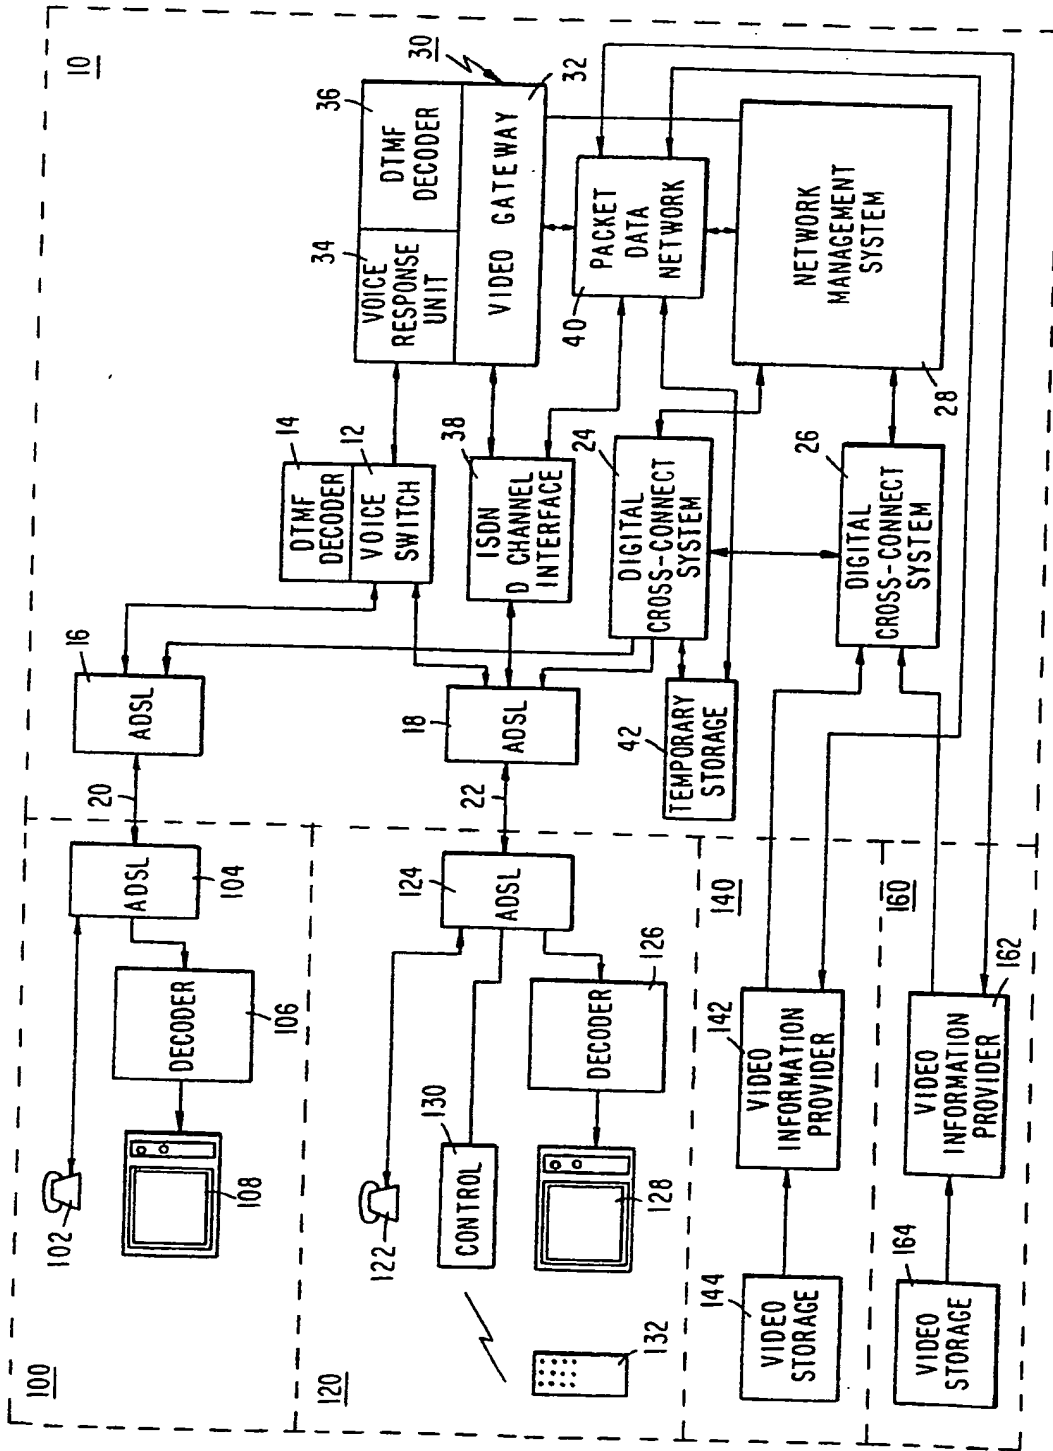 10
36
DTMF
DECODER
30
32
34
VOICE
RESPONSE
UNIT
VIDEO GATEWAY
PACKET
DATA
NETWORK
40
NETWORK
MANAGEMENT
SYSTEM
28
14
DTMF
DECODER
12
VOICE
SWITCH
38
ISDN
D CHANNEL
INTERFACE
24
DIGITAL
CROSS-CONNECT
SYSTEM
26
DIGITAL
CROSS-CONNECT
SYSTEM
16
ADSL
18
ADSL
42
TEMPORARY
STORAGE
20
22
ADSL
104
124
ADSL
140
160
DECODER
106
DECODER
126
142
VIDEO
INFORMATION
PROVIDER
162
VIDEO
INFORMATION
PROVIDER
102
108
122
130
CONTROL
128
144
VIDEO
STORAGE
164
VIDEO
STORAGE
132
100
120